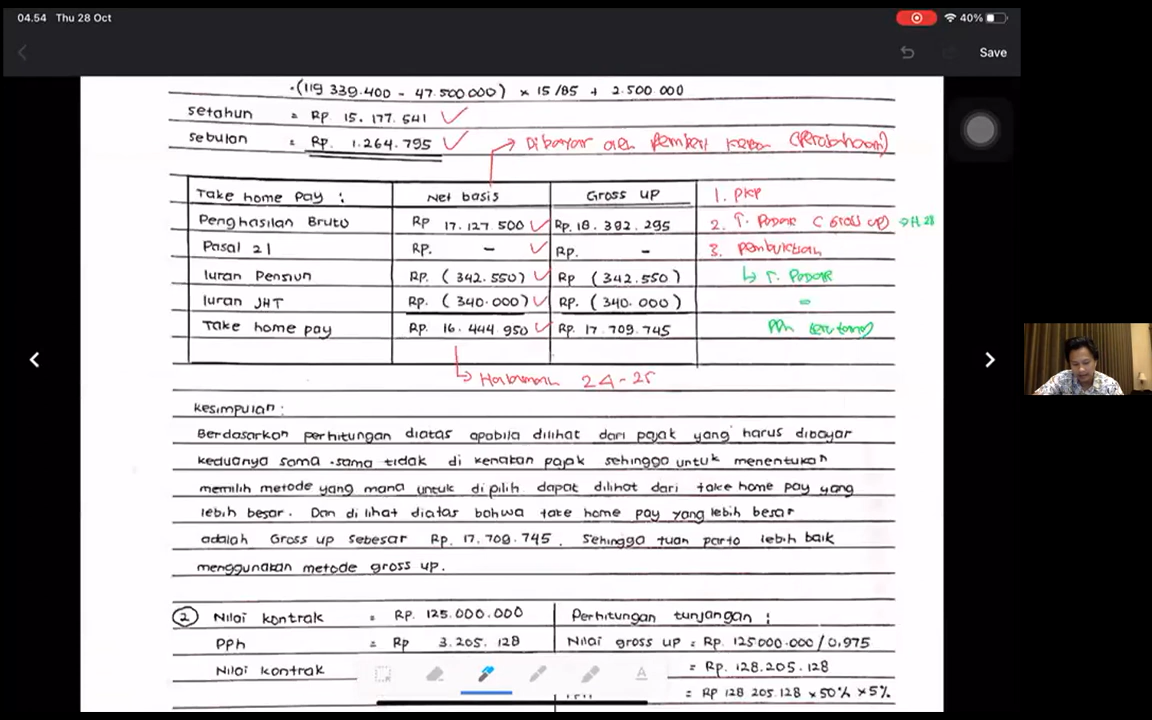 04.54 Thu 28 Oct
40%
Save
·(119 339.400 - 47.500 000) × 15/85 + 2.500 000
setahun = Rp 15.177.541
sebulan = Rp. 1.264.795
Dibayar oleh Pemberi Kerja (Perusahaan)
Take home pay : Net basis Gross up
Penghasilan Bruto Rp 17.127.500 Rp. 18.392.295
Pasal 21 Rp. - Rp. -
Iuran Pensiun Rp. (342.550) Rp (342.550)
Iuran JHT Rp. (340.000) Rp. (340.000)
Take home pay Rp. 16.444.950 Rp. 17.709.745
1. PKP
2. T. Pajak (Gross up) → H.28
3. Pembuktian
↳ T. Pajak
=
PPh terutang
↳ Halaman 24-25
Kesimpulan :
Berdasarkan perhitungan diatas apabila dilihat dari pajak yang harus dibayar
keduanya sama-sama tidak di kenakan pajak sehingga untuk menentukan
memilih metode yang mana untuk dipilih dapat dilihat dari take home pay yang
lebih besar. Dan di lihat diatas bahwa take home pay yang lebih besar
adalah Gross up sebesar Rp. 17.709.745. Sehingga tuan parto lebih baik
menggunakan metode gross up.
2 Nilai kontrak = Rp. 125.000.000 Perhitungan tunjangan :
PPh = Rp 3.205.128 Nilai gross up = Rp. 125000.000/0,975
Nilai kontrak = Rp. 128.205.128
= Rp 128 205.128 × 50% × 5%